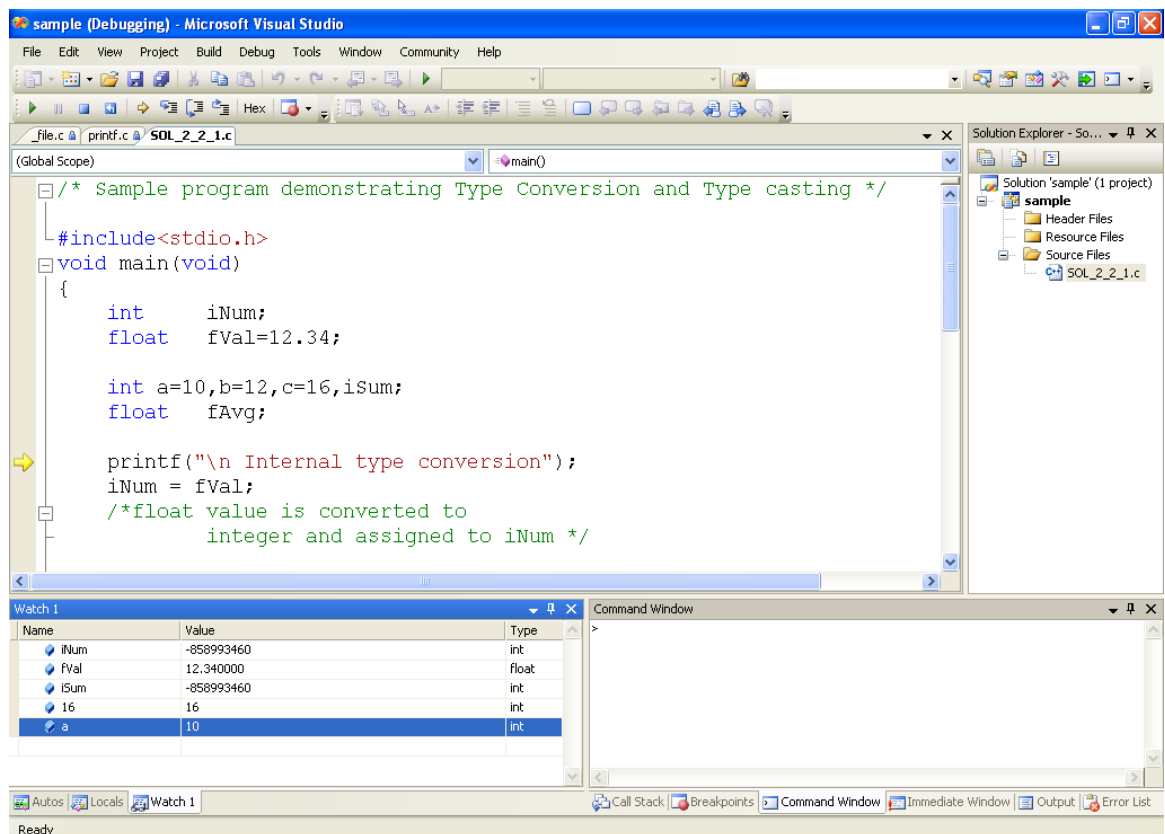 sample (Debugging) - Microsoft Visual Studio
File Edit View Project Build Debug Tools Window Community Help
Hex
_file.c printf.c SOL_2_2_1.c
(Global Scope) main()
/* Sample program demonstrating Type Conversion and Type casting */
#include<stdio.h>
void main(void)
{
int iNum;
float fVal=12.34;
int a=10,b=12,c=16,iSum;
float fAvg;
printf("\n Internal type conversion");
iNum = fVal;
/*float value is converted to
integer and assigned to iNum */
Solution Explorer - So...
Solution 'sample' (1 project)
sample
Header Files
Resource Files
Source Files
SOL_2_2_1.c
Watch 1
Name Value Type
iNum -858993460 int
fVal 12.340000 float
iSum -858993460 int
16 16 int
a 10 int
Autos Locals Watch 1
Command Window
>
Call Stack Breakpoints Command Window Immediate Window Output Error List
Ready